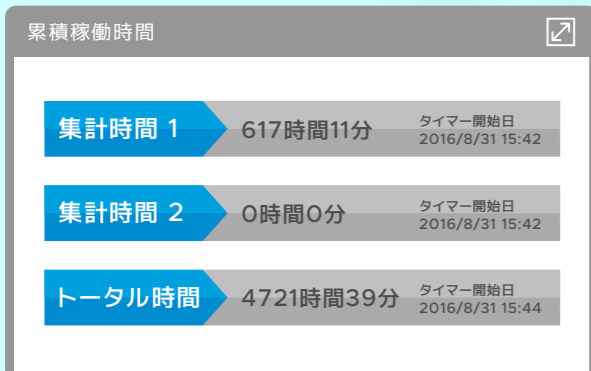 累積稼働時間
集計時間 1
617時間11分
タイマー開始日
2016/8/31 15:42
集計時間 2
0時間0分
タイマー開始日
2016/8/31 15:42
トータル時間
4721時間39分
タイマー開始日
2016/8/31 15:44